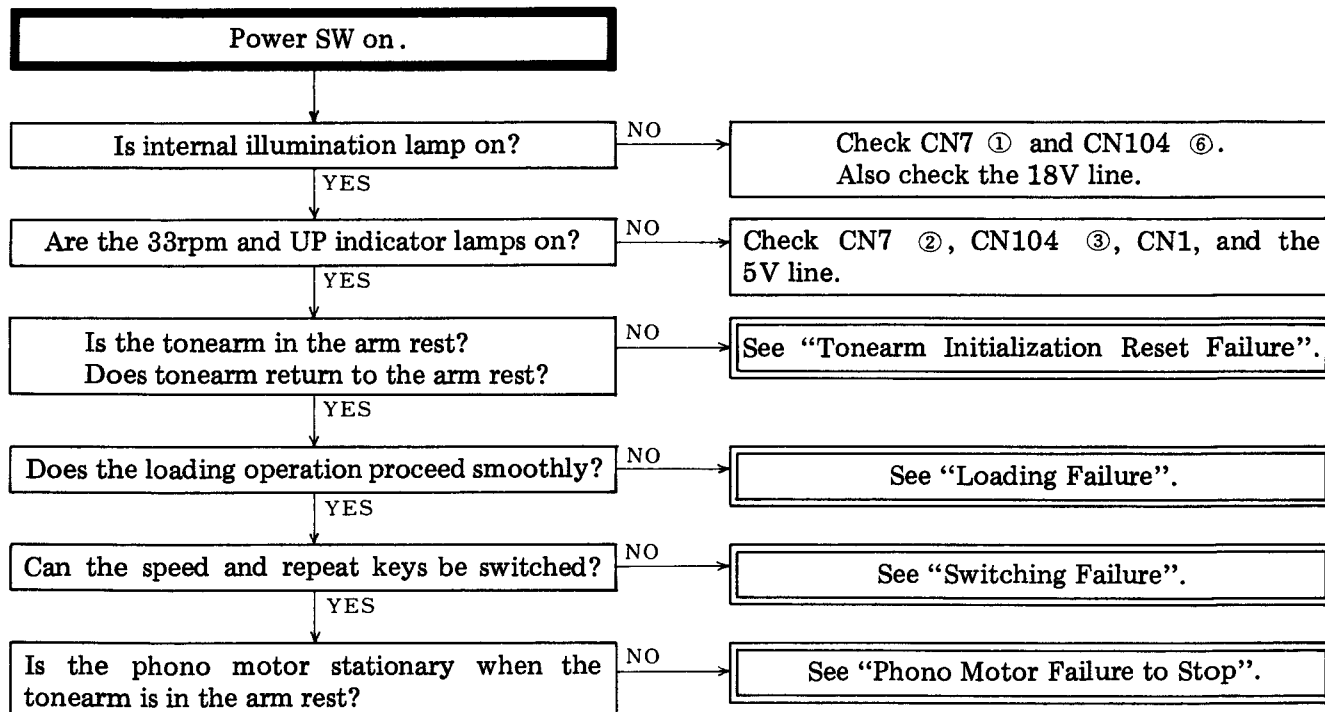 Power SW on.
Is internal illumination lamp on?
NO
Check CN7 ① and CN104 ⑥.
Also check the 18V line.
YES
Are the 33rpm and UP indicator lamps on?
NO
Check CN7 ②, CN104 ③, CN1, and the
5V line.
YES
Is the tonearm in the arm rest?
Does tonearm return to the arm rest?
NO
See “Tonearm Initialization Reset Failure”.
YES
Does the loading operation proceed smoothly?
NO
See “Loading Failure”.
YES
Can the speed and repeat keys be switched?
NO
See “Switching Failure”.
YES
Is the phono motor stationary when the
tonearm is in the arm rest?
NO
See “Phono Motor Failure to Stop”.